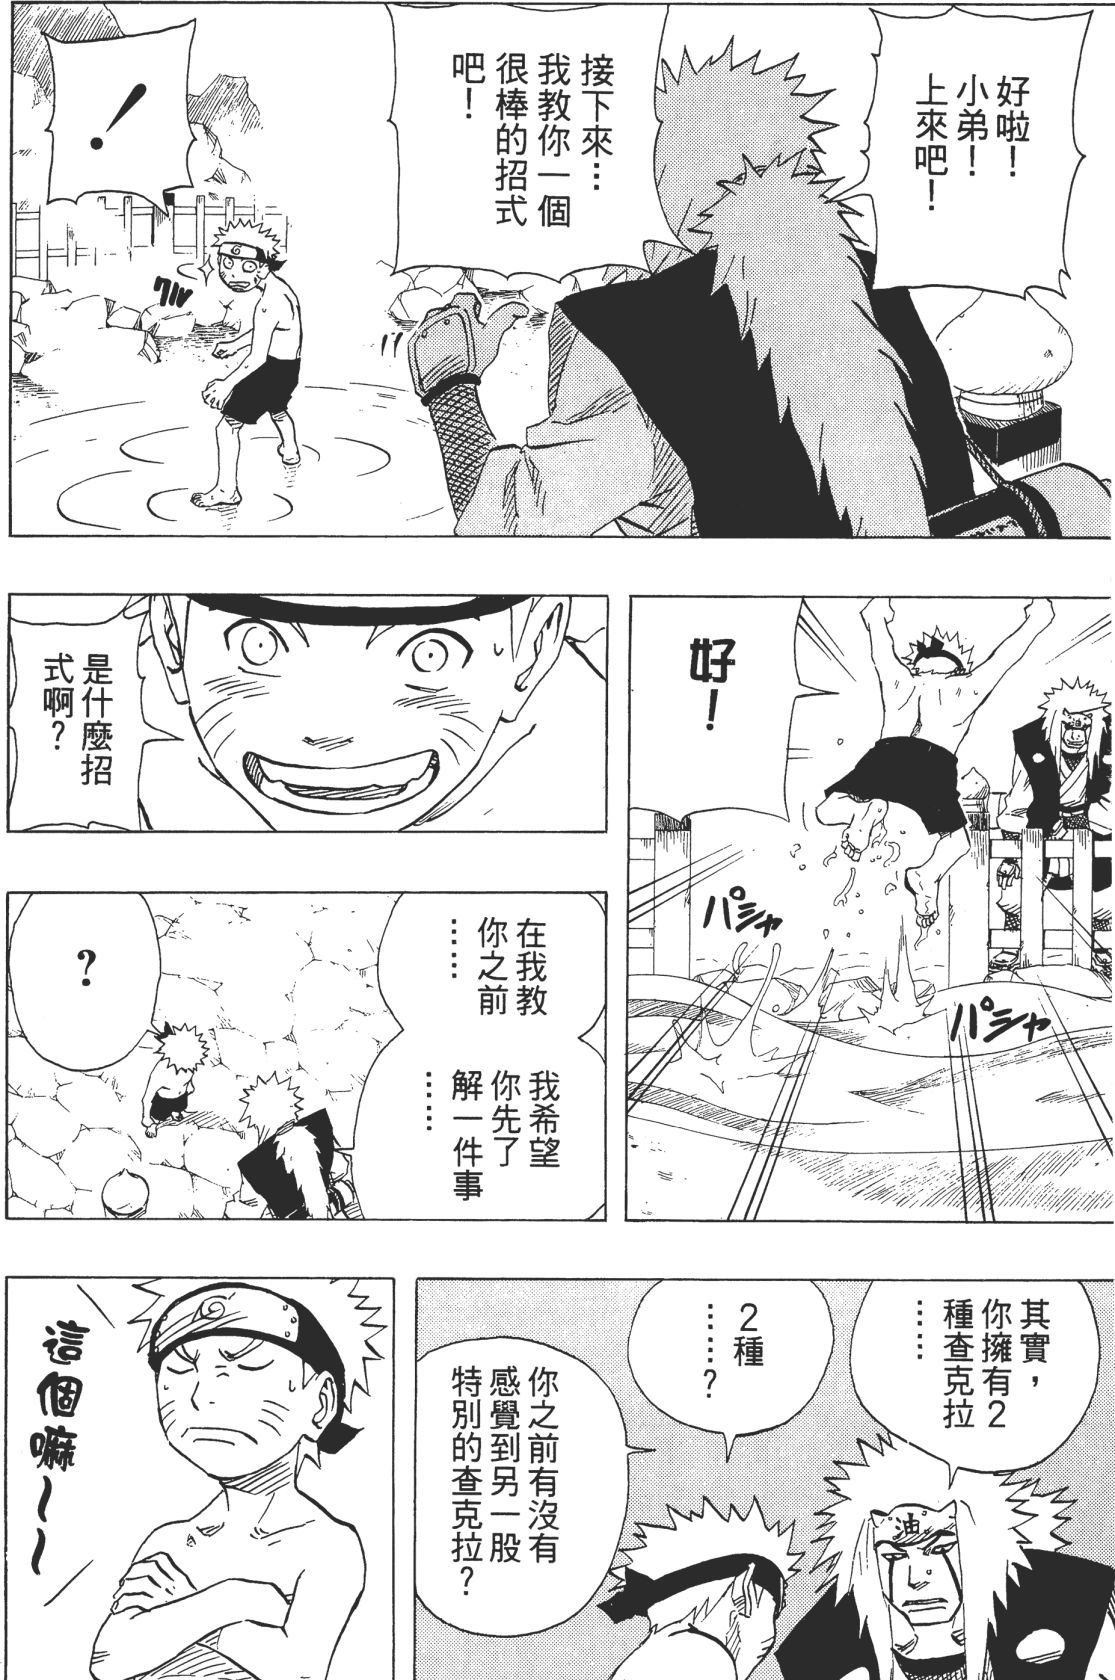 好啦！
小弟！
上來吧！
接下來…
我教你一個
很棒的招式
吧！
！
クルッ
好！
パシャ
パシャ
是什麼招
式啊？
在我教
你之前
……
我希望
你先了
解一件事
……
？
其實，
你擁有2
種查克拉
……
2種
……？
你之前有沒有
感覺到另一股
特別的查克拉？
油
這個嘛～～